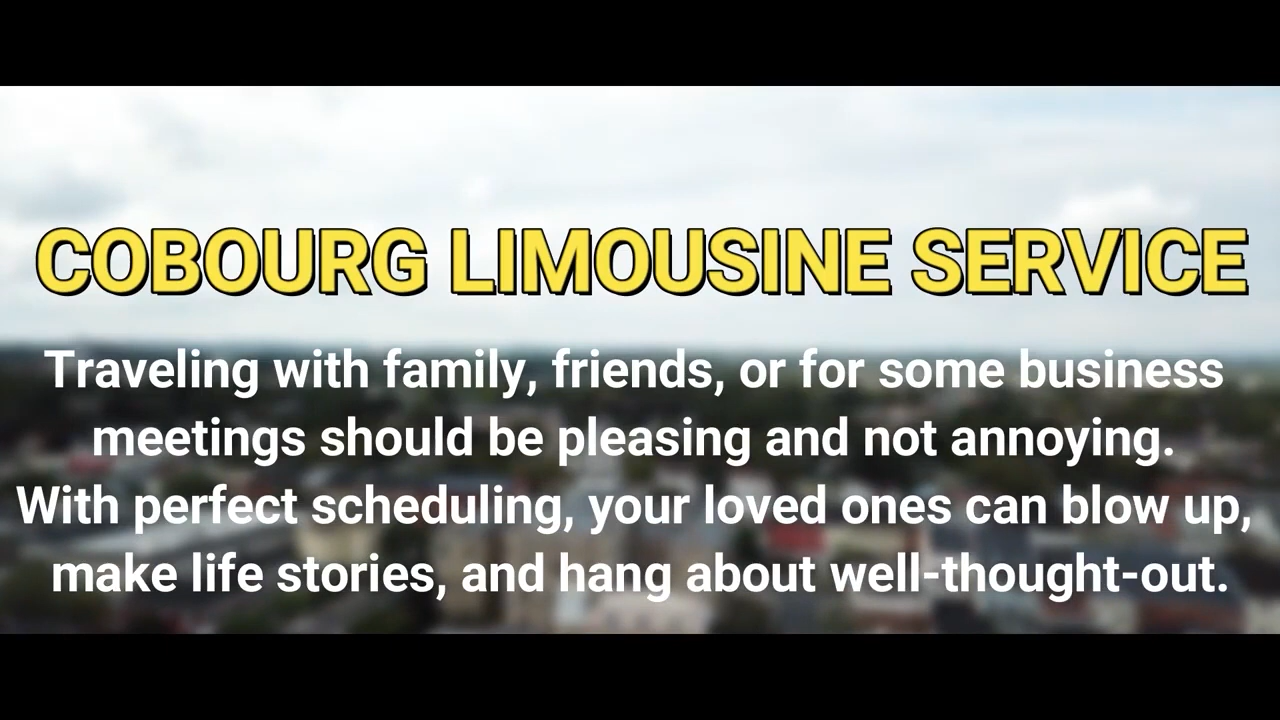 COBOURG LIMOUSINE SERVICE
Traveling with family, friends, or for some business
meetings should be pleasing and not annoying.
With perfect scheduling, your loved ones can blow up,
make life stories, and hang about well-thought-out.